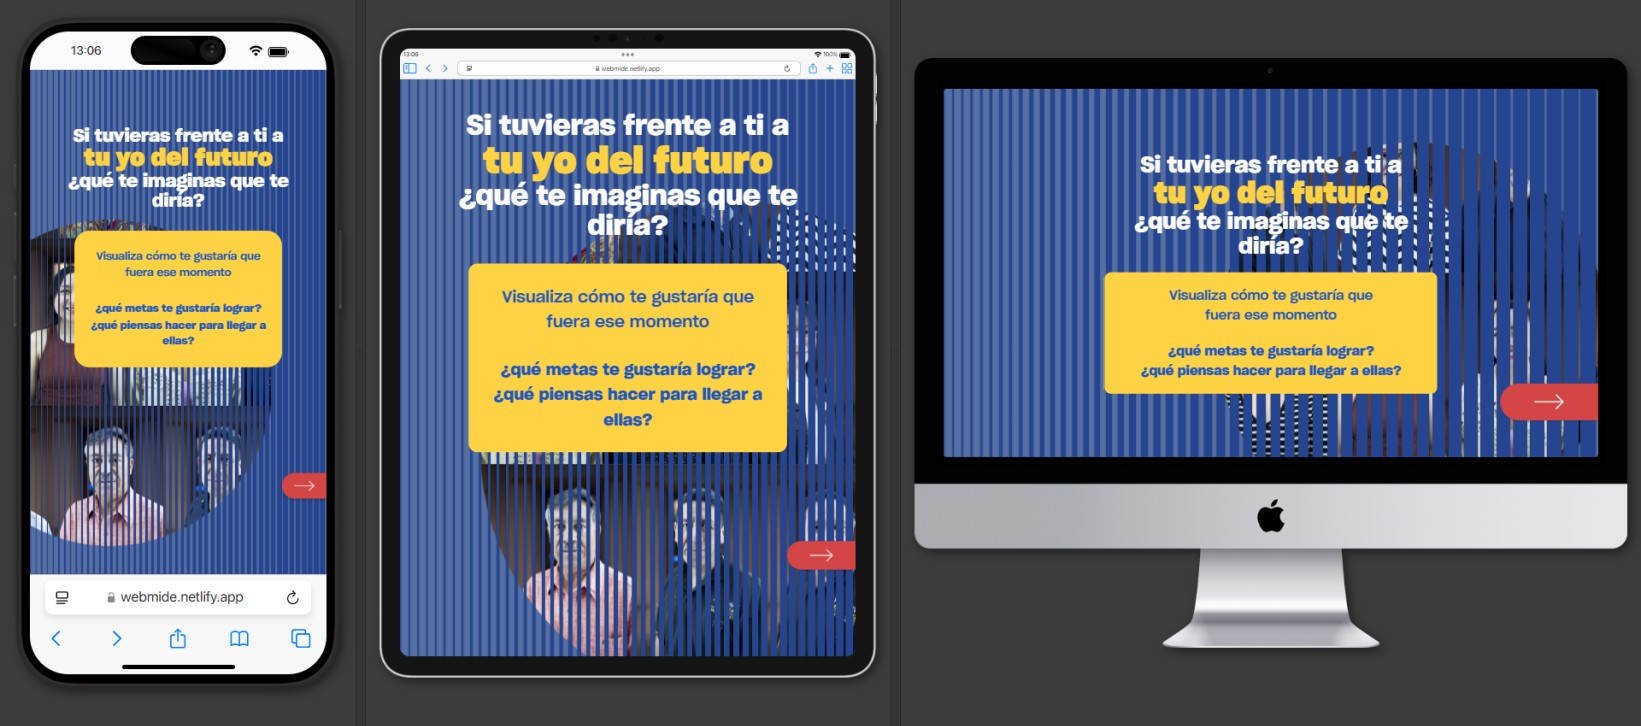 13:06
Si tuvieras frente a ti a
tu yo del futuro
¿qué te imaginas que te
diría?
Visualiza cómo te gustaría que
fuera ese momento
¿qué metas te gustaría lograr?
¿qué piensas hacer para llegar a
ellas?
webmide.netlify.app
13:06
100%
webmide.netlify.app
Si tuvieras frente a ti a
tu yo del futuro
¿qué te imaginas que te
diría?
Visualiza cómo te gustaría que
fuera ese momento
¿qué metas te gustaría lograr?
¿qué piensas hacer para llegar a
ellas?
Si tuvieras frente a ti a
tu yo del futuro
¿qué te imaginas que te
diría?
Visualiza cómo te gustaría que
fuera ese momento
¿qué metas te gustaría lograr?
¿qué piensas hacer para llegar a ellas?